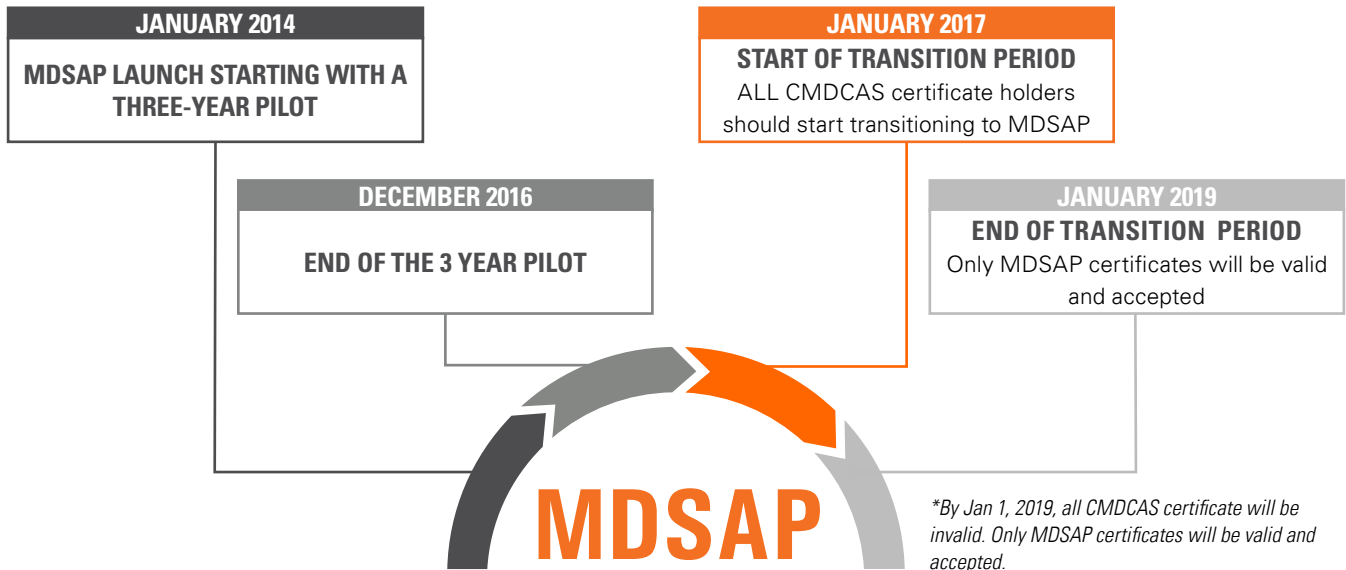 JANUARY 2014
MDSAP LAUNCH STARTING WITH A
THREE-YEAR PILOT
DECEMBER 2016
END OF THE 3 YEAR PILOT
JANUARY 2017
START OF TRANSITION PERIOD
ALL CMDCAS certificate holders
should start transitioning to MDSAP
JANUARY 2019
END OF TRANSITION PERIOD
Only MDSAP certificates will be valid
and accepted
MDSAP
*By Jan 1, 2019, all CMDCAS certificate will be
invalid. Only MDSAP certificates will be valid and
accepted.